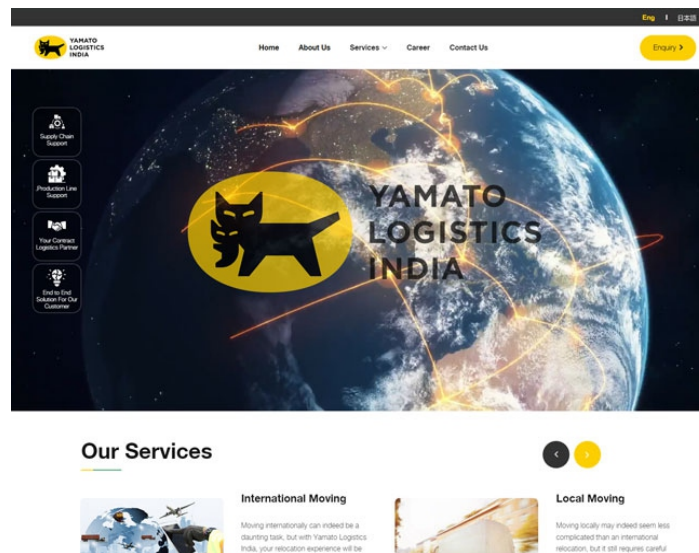 Eng
日本語
YAMATO
LOGISTICS
INDIA
Home
About Us
Services
Career
Contact Us
Enquiry
Supply Chain
Support
Production Line
Support
Your Contract
Logistics Partner
End to End
Solution For Our
Customer
YAMATO
LOGISTICS
INDIA
Our Services
International Moving
Moving internationally can indeed be a
daunting task, but with Yamato Logistics
India, your relocation experience will be
Local Moving
Moving locally may indeed seem less
complicated than an international
relocation, but it still requires careful